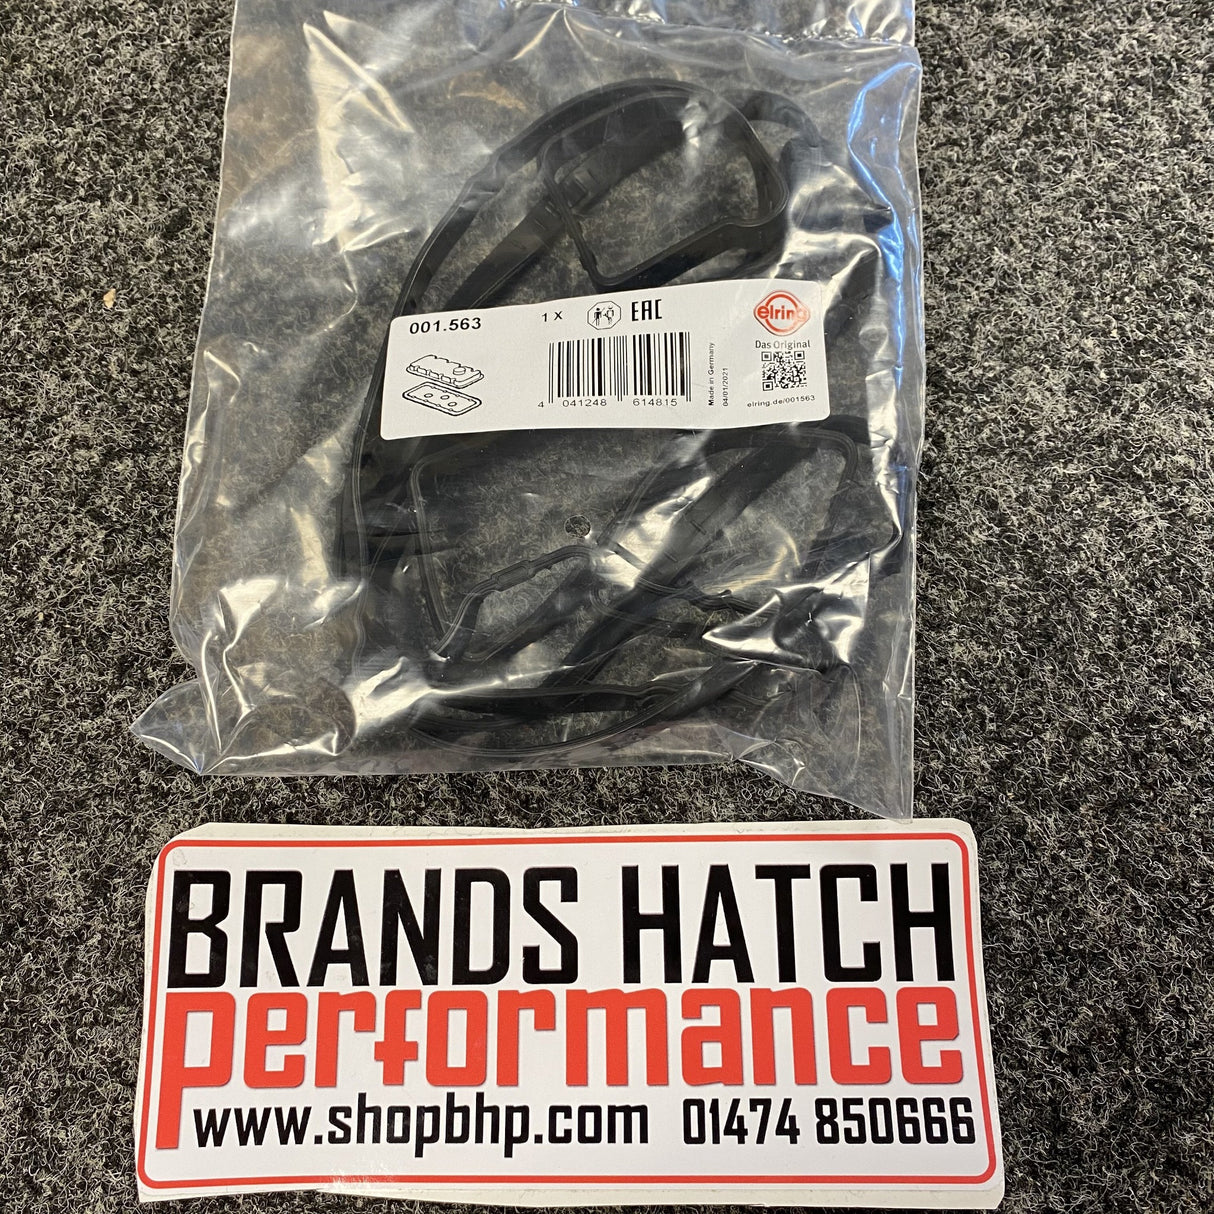 001.563
1 X
EAC
elring
Das Original
Made in Germany
04/01/2021
4 041248 614815
elring.de/001563
BRANDS HATCH
performance
www.shopbhp.com 01474 850666